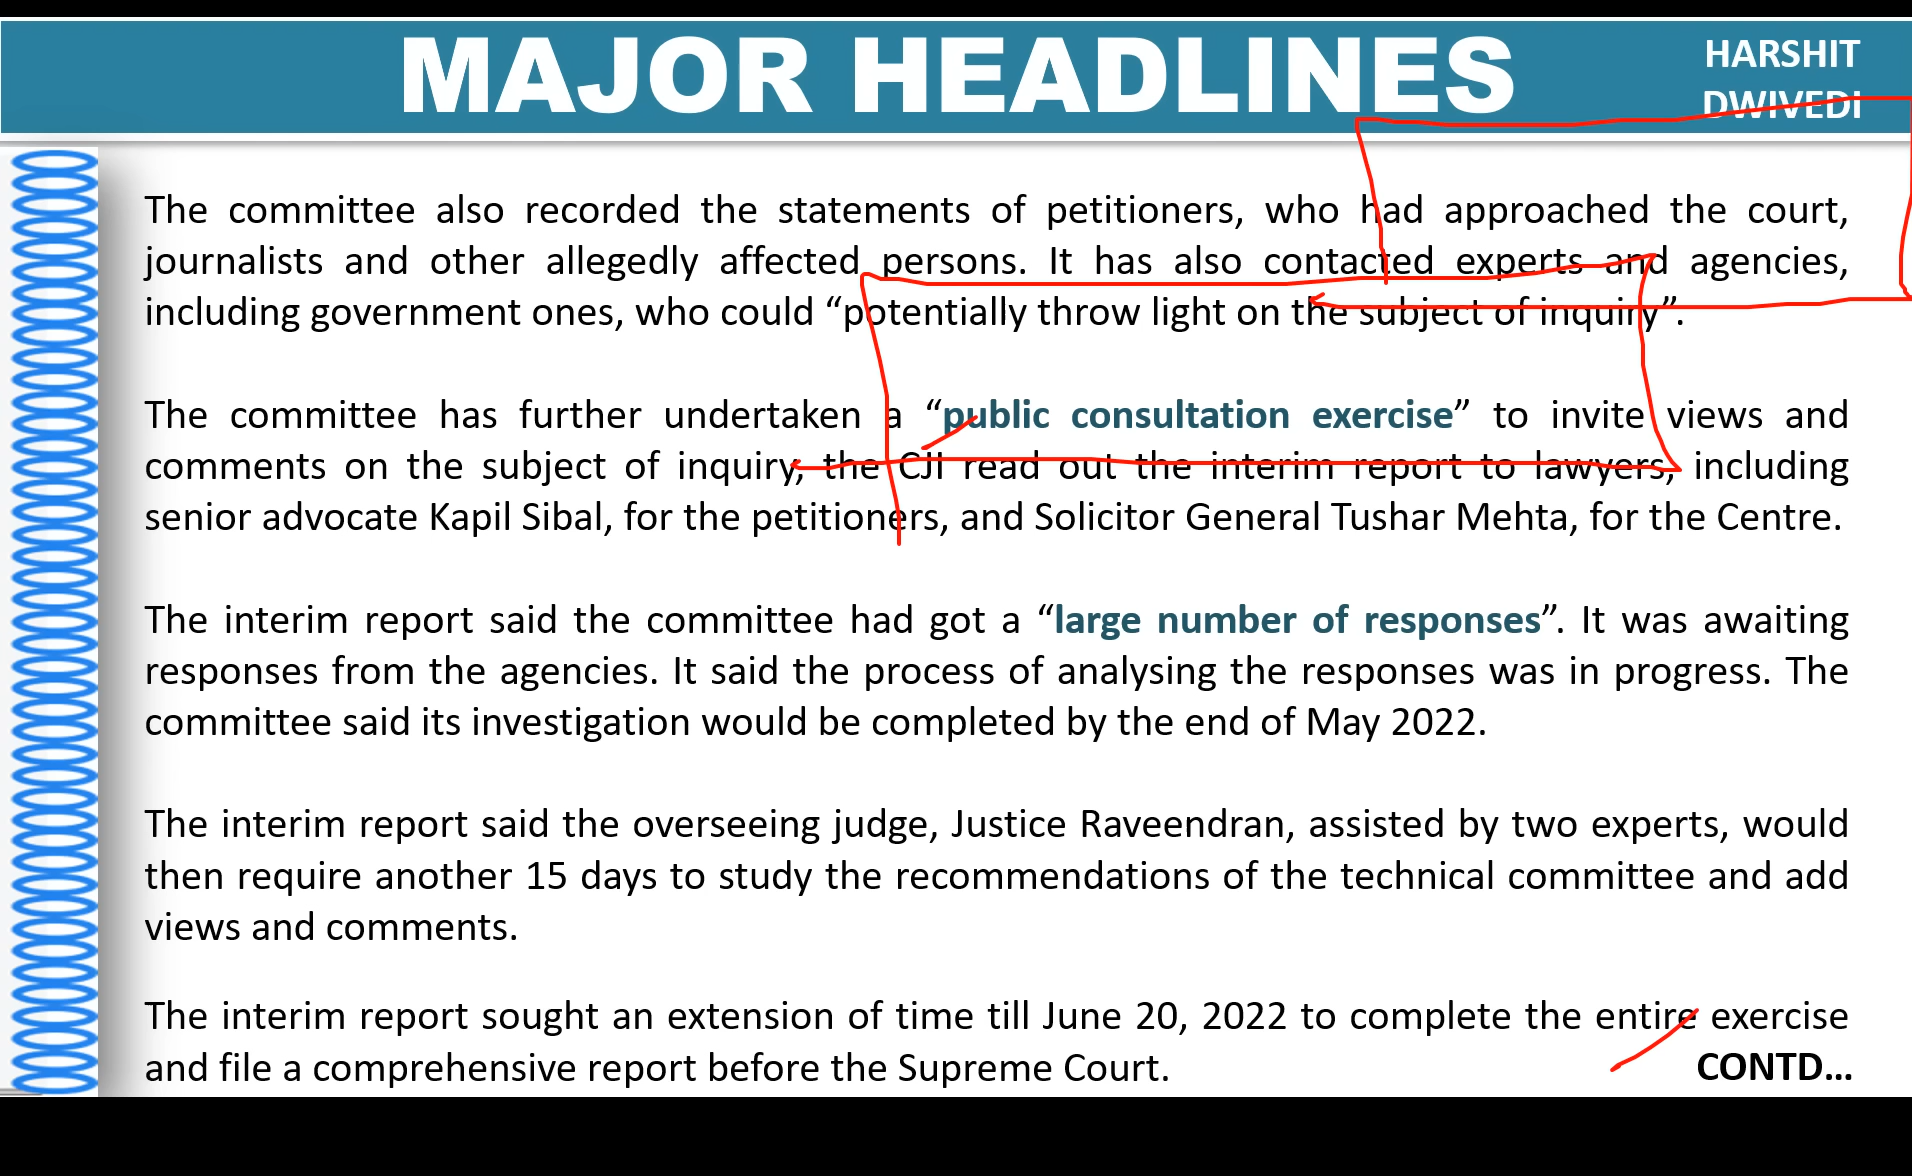 MAJOR HEADLINES
HARSHIT
DWIVEDI
The committee also recorded the statements of petitioners, who had approached the court,
journalists and other allegedly affected persons. It has also contacted experts and agencies,
including government ones, who could “potentially throw light on the subject of inquiry”.
The committee has further undertaken a “public consultation exercise” to invite views and
comments on the subject of inquiry, the CJI read out the interim report to lawyers, including
senior advocate Kapil Sibal, for the petitioners, and Solicitor General Tushar Mehta, for the Centre.
The interim report said the committee had got a “large number of responses”. It was awaiting
responses from the agencies. It said the process of analysing the responses was in progress. The
committee said its investigation would be completed by the end of May 2022.
The interim report said the overseeing judge, Justice Raveendran, assisted by two experts, would
then require another 15 days to study the recommendations of the technical committee and add
views and comments.
The interim report sought an extension of time till June 20, 2022 to complete the entire exercise
and file a comprehensive report before the Supreme Court.
CONTD...